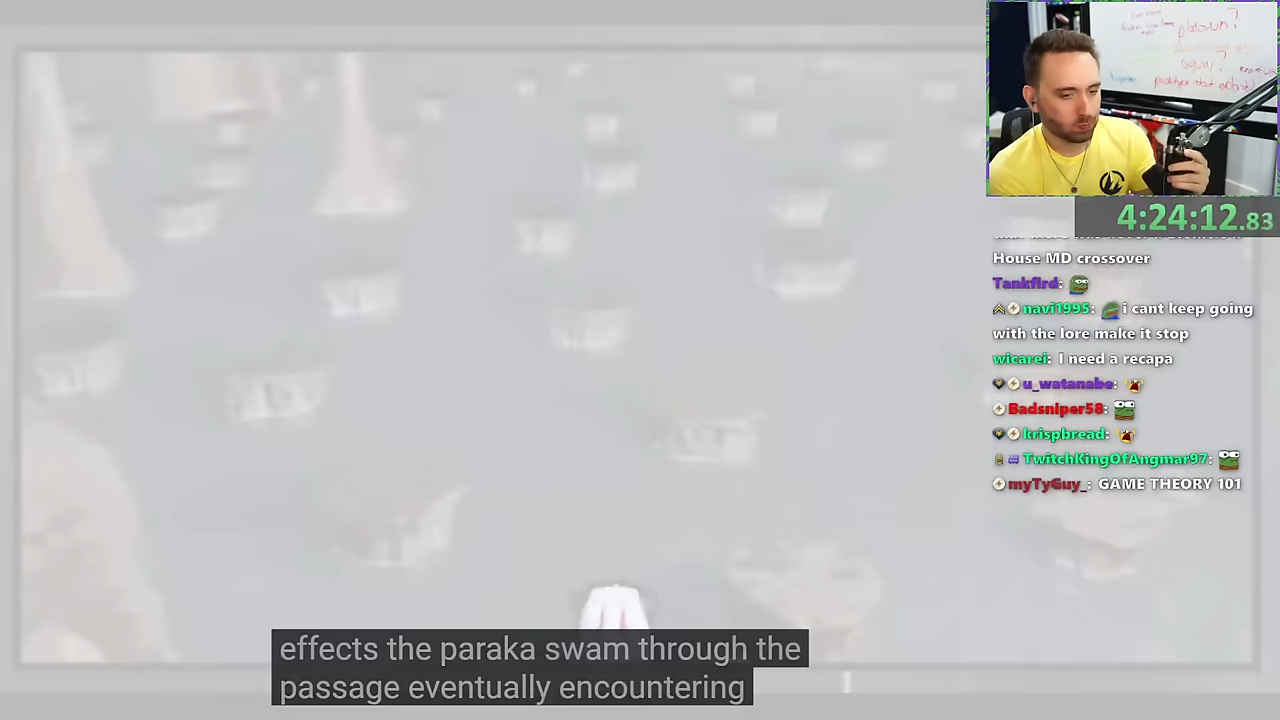 platonun?
?
4:24:12.83
House MD crossover
Tankfird:
navi1995: i cant keep going
with the lore make it stop
wicarei: I need a recapa
u_watanabe:
Badsniper58:
krispbread:
TwitchKingOfAngmar97:
myTyGuy_: GAME THEORY 101
effects the paraka swam through the
passage eventually encountering